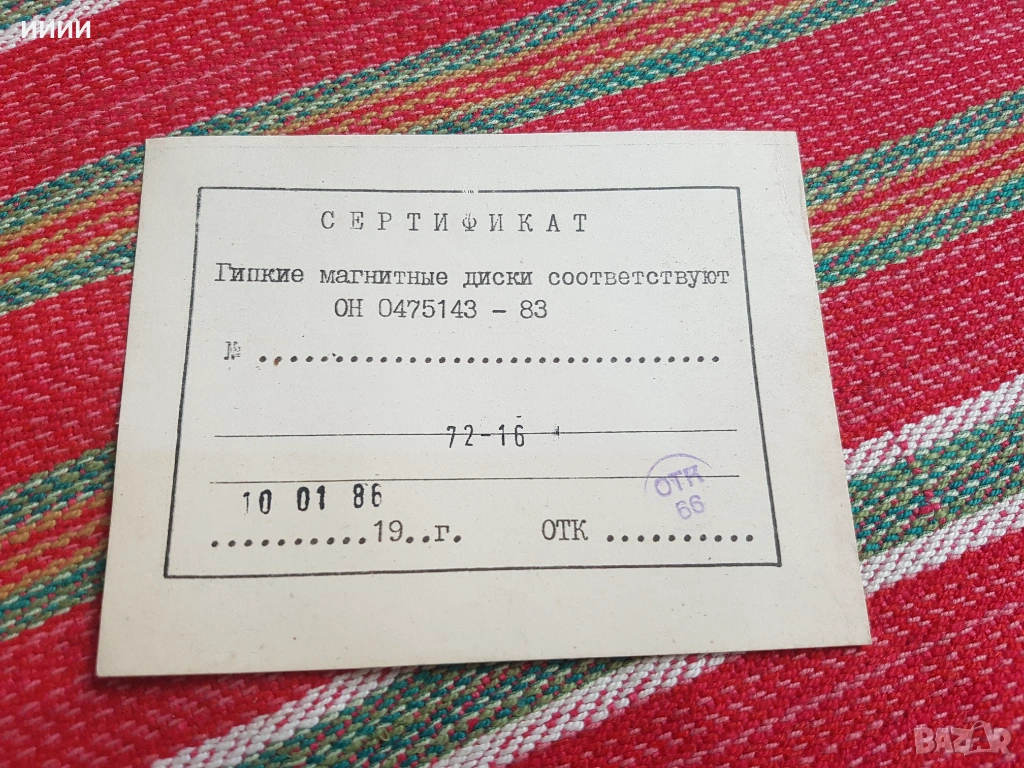 ииии
СЕРТИФИКАТ
Гипкие магнитные диски соответствуют
ОН 0475143 - 83
№ ................................
72-16
10 01 86
ОТК
66
..........19..г. ОТК ..........
BAZAR